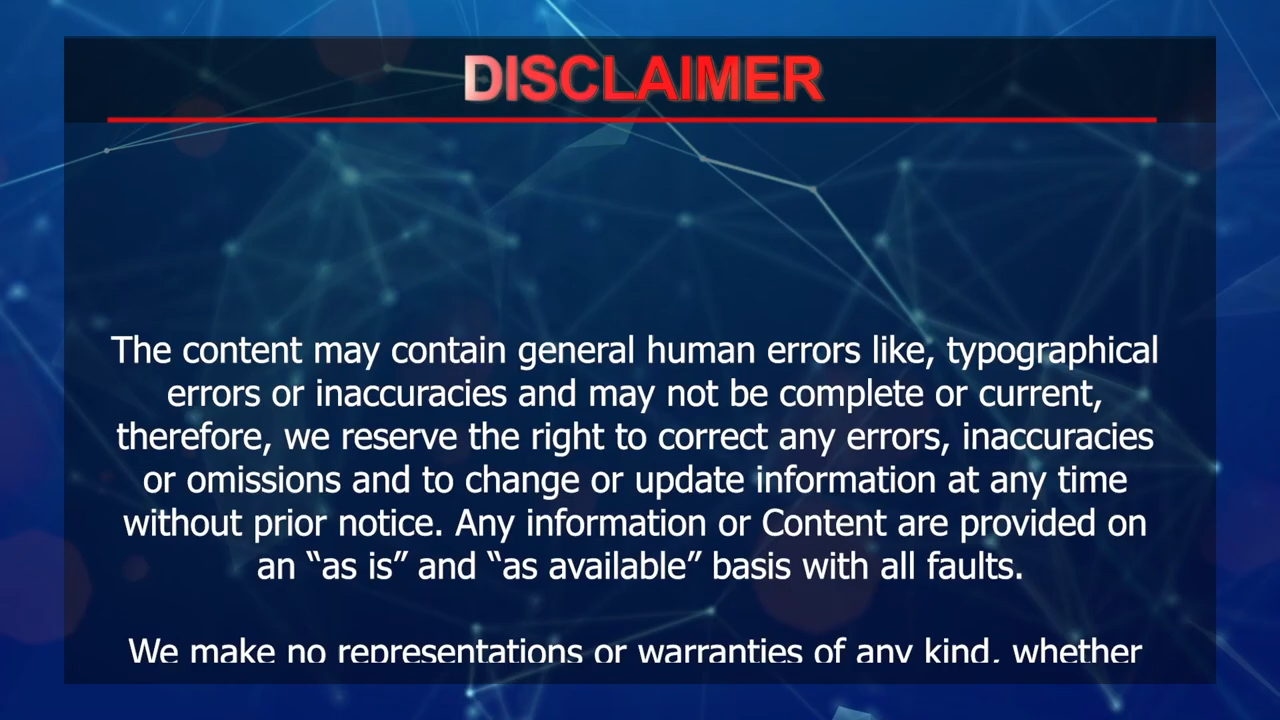 DISCLAIMER
The content may contain general human errors like, typographical
errors or inaccuracies and may not be complete or current,
therefore, we reserve the right to correct any errors, inaccuracies
or omissions and to change or update information at any time
without prior notice. Any information or Content are provided on
an “as is” and “as available” basis with all faults.
We make no representations or warranties of any kind, whether